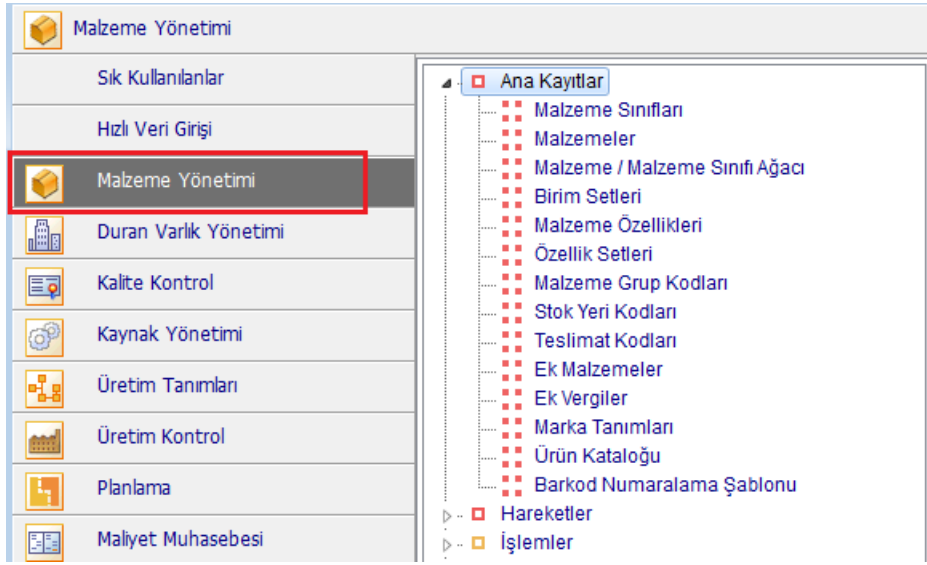 Malzeme Yönetimi
Sık Kullanılanlar
Hızlı Veri Girişi
Malzeme Yönetimi
Duran Varlık Yönetimi
Kalite Kontrol
Kaynak Yönetimi
Üretim Tanımları
Üretim Kontrol
Planlama
Maliyet Muhasebesi
Ana Kayıtlar
Malzeme Sınıfları
Malzemeler
Malzeme / Malzeme Sınıfı Ağacı
Birim Setleri
Malzeme Özellikleri
Özellik Setleri
Malzeme Grup Kodları
Stok Yeri Kodları
Teslimat Kodları
Ek Malzemeler
Ek Vergiler
Marka Tanımları
Ürün Kataloğu
Barkod Numaralama Şablonu
Hareketler
İşlemler